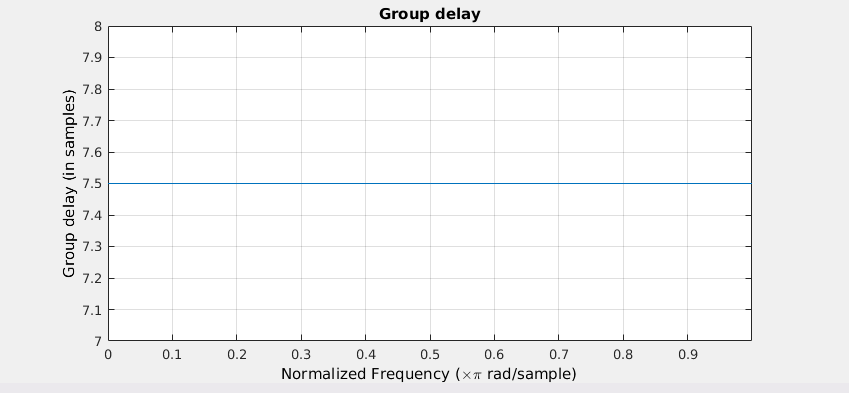 Group delay
Group delay (in samples)
8
7.9
7.8
7.7
7.6
7.5
7.4
7.3
7.2
7.1
7
0 0.1 0.2 0.3 0.4 0.5 0.6 0.7 0.8 0.9
Normalized Frequency (×π rad/sample)